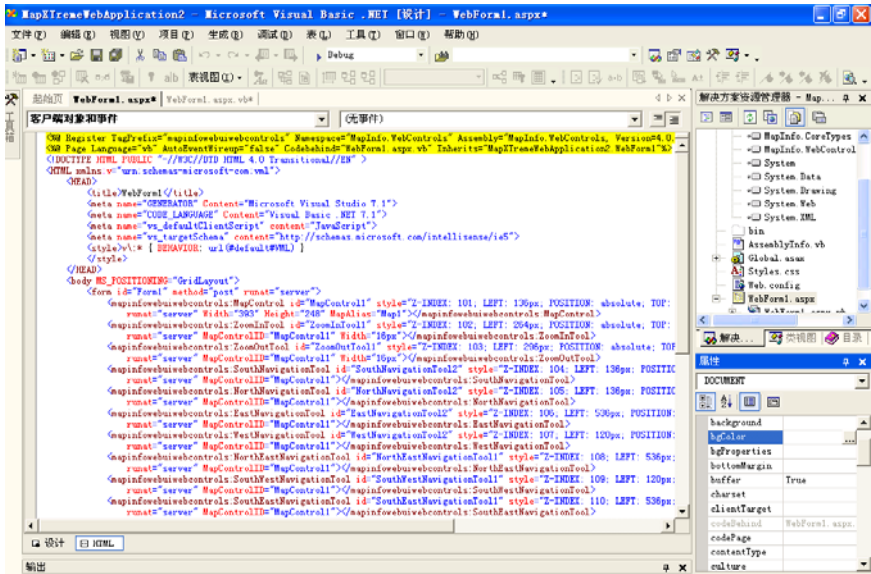 MapXTremeWebApplication2 - Microsoft Visual Basic .NET [设计] - WebForm1.aspx*
文件(F) 编辑(E) 视图(V) 项目(P) 生成(B) 调试(D) 表(L) 工具(T) 窗口(W) 帮助(H)
Debug
表视图(I)
起始页 WebForm1.aspx* WebForm1.aspx.vb*
客户端对象和事件 (无事件)
<%@ Register TagPrefix="mapinfowebuiwebcontrols" Namespace="MapInfo.WebControls" Assembly="MapInfo.WebControls, Version=4.0.
<%@ Page Language="vb" AutoEventWireup="false" Codebehind="WebForm1.aspx.vb" Inherits="MapXTremeWebApplication2.WebForm1"%>
<!DOCTYPE HTML PUBLIC "-//W3C//DTD HTML 4.0 Transitional//EN" >
<HTML xmlns:v="urn:schemas-microsoft-com:vml">
<HEAD>
<title>WebForm1</title>
<meta name="GENERATOR" Content="Microsoft Visual Studio 7.1">
<meta name="CODE_LANGUAGE" Content="Visual Basic .NET 7.1">
<meta name="vs_defaultClientScript" content="JavaScript">
<meta name="vs_targetSchema" content="http://schemas.microsoft.com/intellisense/ie5">
<style>v\:* { BEHAVIOR: url(#default#VML) }
</style>
</HEAD>
<body MS_POSITIONING="GridLayout">
<form id="Form1" method="post" runat="server">
<mapinfowebuiwebcontrols:MapControl id="MapControl1" style="Z-INDEX: 101; LEFT: 136px; POSITION: absolute; TOP:
runat="server" Width="393" Height="248" MapAlias="Map1"></mapinfowebuiwebcontrols:MapControl>
<mapinfowebuiwebcontrols:ZoomInTool id="ZoomInTool1" style="Z-INDEX: 102; LEFT: 264px; POSITION: absolute; TOP:
runat="server" MapControlID="MapControl1" Width="16px"></mapinfowebuiwebcontrols:ZoomInTool>
<mapinfowebuiwebcontrols:ZoomOutTool id="ZoomOutTool1" style="Z-INDEX: 103; LEFT: 296px; POSITION: absolute; TOP
runat="server" MapControlID="MapControl1" Width="16px"></mapinfowebuiwebcontrols:ZoomOutTool>
<mapinfowebuiwebcontrols:SouthNavigationTool id="SouthNavigationTool2" style="Z-INDEX: 104; LEFT: 136px; POSITIO
runat="server" MapControlID="MapControl1"></mapinfowebuiwebcontrols:SouthNavigationTool>
<mapinfowebuiwebcontrols:NorthNavigationTool id="NorthNavigationTool2" style="Z-INDEX: 105; LEFT: 136px; POSITIO
runat="server" MapControlID="MapControl1"></mapinfowebuiwebcontrols:NorthNavigationTool>
<mapinfowebuiwebcontrols:EastNavigationTool id="EastNavigationTool2" style="Z-INDEX: 106; LEFT: 536px; POSITION:
runat="server" MapControlID="MapControl1"></mapinfowebuiwebcontrols:EastNavigationTool>
<mapinfowebuiwebcontrols:WestNavigationTool id="WestNavigationTool2" style="Z-INDEX: 107; LEFT: 120px; POSITION:
runat="server" MapControlID="MapControl1"></mapinfowebuiwebcontrols:WestNavigationTool>
<mapinfowebuiwebcontrols:NorthEastNavigationTool id="NorthEastNavigationTool1" style="Z-INDEX: 108; LEFT: 536px;
runat="server" MapControlID="MapControl1"></mapinfowebuiwebcontrols:NorthEastNavigationTool>
<mapinfowebuiwebcontrols:SouthWestNavigationTool id="SouthWestNavigationTool1" style="Z-INDEX: 109; LEFT: 120px;
runat="server" MapControlID="MapControl1"></mapinfowebuiwebcontrols:SouthWestNavigationTool>
<mapinfowebuiwebcontrols:SouthEastNavigationTool id="SouthEastNavigationTool1" style="Z-INDEX: 110; LEFT: 536px;
runat="server" MapControlID="MapControl1"></mapinfowebuiwebcontrols:SouthEastNavigationTool>
设计 HTML
输出
工具箱
解决方案资源管理器 - Map...
MapInfo.CoreTypes
MapInfo.WebControl
System
System.Data
System.Drawing
System.Web
System.XML
bin
AssemblyInfo.vb
Global.asax
Styles.css
Web.config
WebForm1.aspx
WebForm1.aspx.vb
解决... 类视图 目录
属性
DOCUMENT
background
bgColor
bgProperties
bottomMargin
buffer True
charset
clientTarget
codeBehind WebForm1.aspx.
codePage
contentType
culture